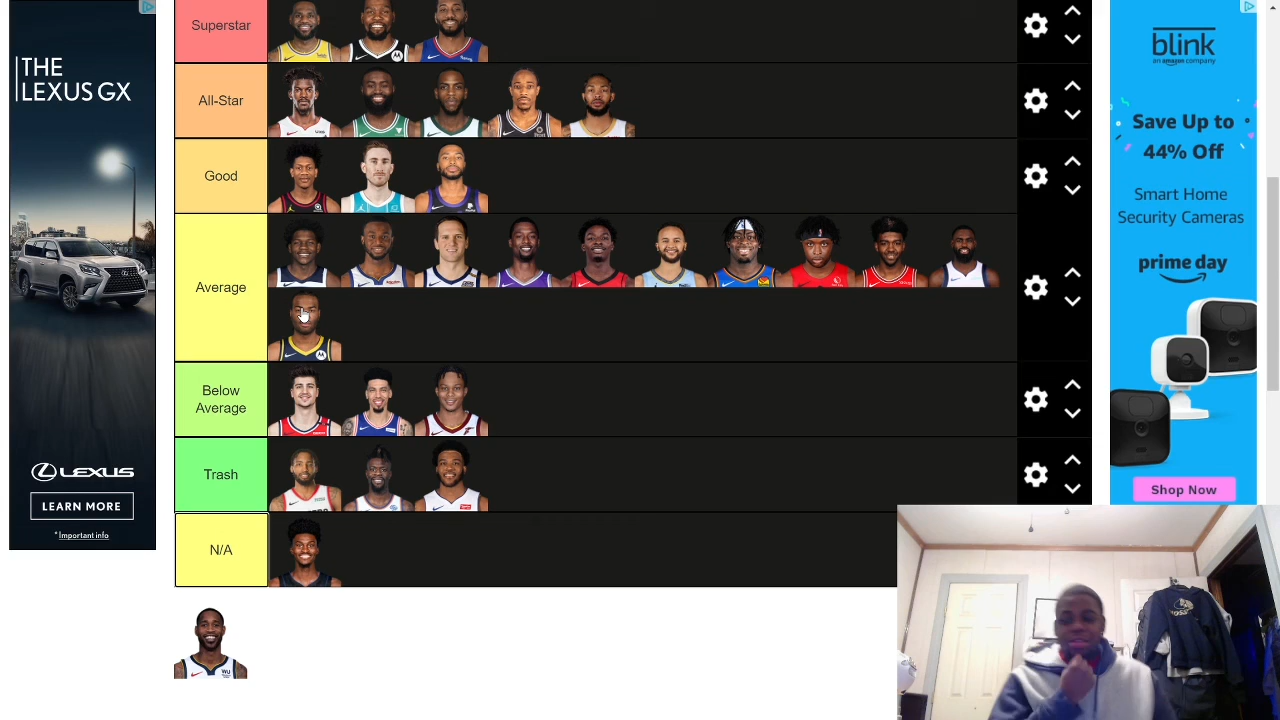 THE
LEXUS GX
LEXUS
LEARN MORE
* Important info
Superstar
All-Star
Good
Average
Below
Average
Trash
N/A
blink
an amazon company
Save Up to
44% Off
Smart Home
Security Cameras
prime day
Shop Now